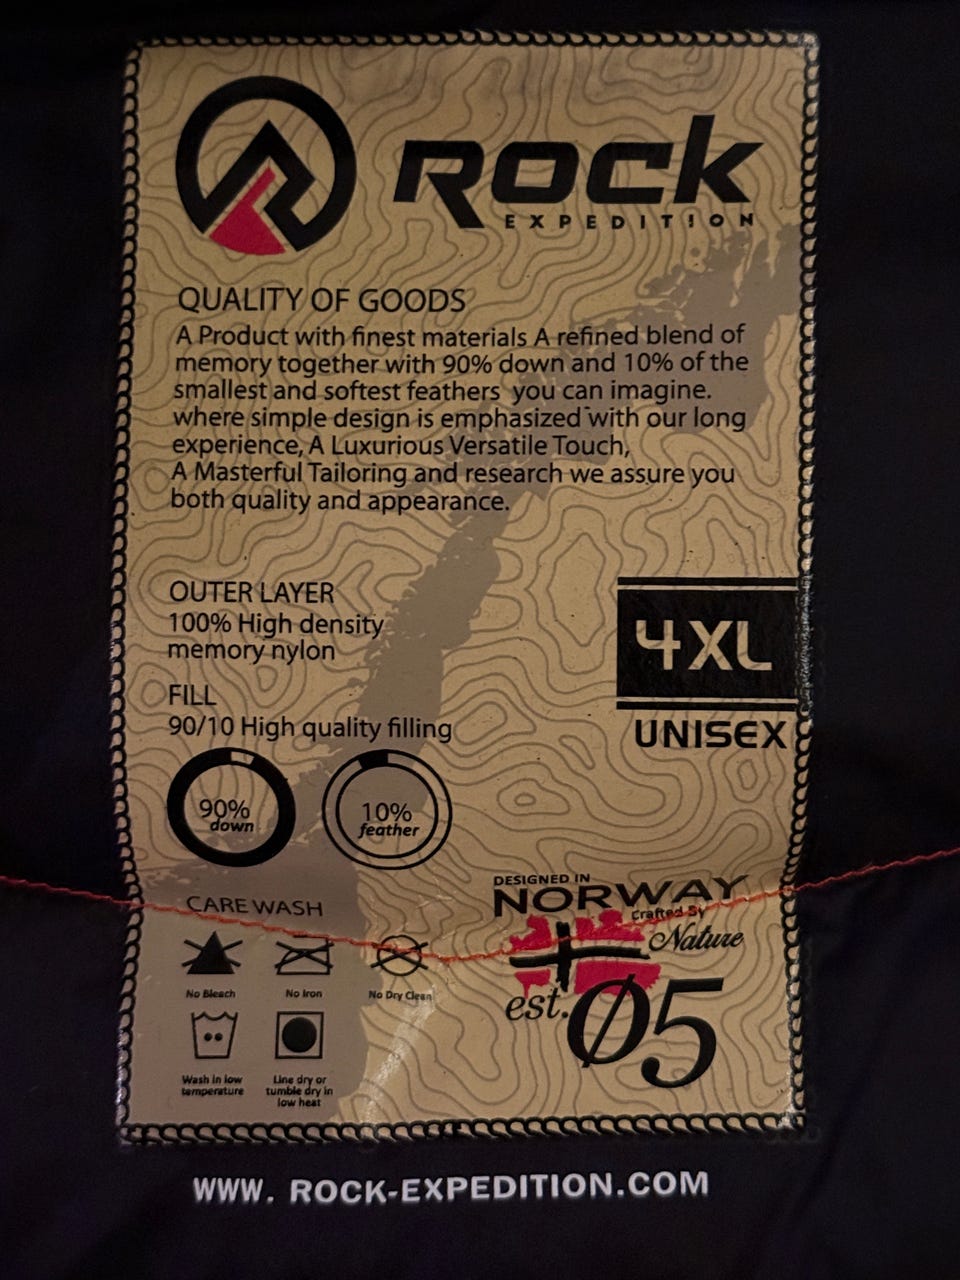 ROCK
EXPEDITION
QUALITY OF GOODS
A Product with finest materials A refined blend of
memory together with 90% down and 10% of the
smallest and softest feathers you can imagine.
where simple design is emphasized with our long
experience, A Luxurious Versatile Touch,
A Masterful Tailoring and research we assure you
both quality and appearance.
OUTER LAYER
100% High density
memory nylon
4XL
UNISEX
FILL
90/10 High quality filling
90%
down
10%
feather
DESIGNED IN
NORWAY
Crafted By
Nature
est. Ø5
CARE WASH
No Bleach
No Iron
No Dry Clean
Wash in low
temperature
Line dry or
tumble dry in
low heat
WWW. ROCK-EXPEDITION.COM